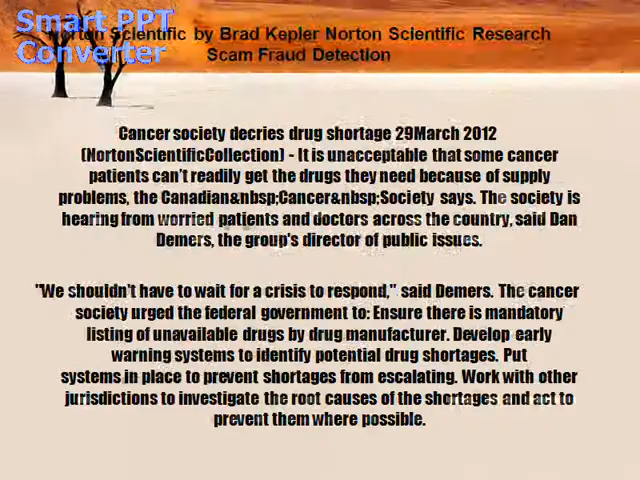 Smart PPT
Converter
Norton Scientific by Brad Kepler Norton Scientific Research
Scam Fraud Detection
Cancer society decries drug shortage 29March 2012
(NortonScientificCollection) - It is unacceptable that some cancer
patients can't readily get the drugs they need because of supply
problems, the Canadian&nbsp;Cancer&nbsp;Society says. The society is
hearing from worried patients and doctors across the country, said Dan
Demers, the group's director of public issues.
"We shouldn't have to wait for a crisis to respond," said Demers. The cancer
society urged the federal government to: Ensure there is mandatory
listing of unavailable drugs by drug manufacturer. Develop early
warning systems to identify potential drug shortages. Put
systems in place to prevent shortages from escalating. Work with other
jurisdictions to investigate the root causes of the shortages and act to
prevent them where possible.